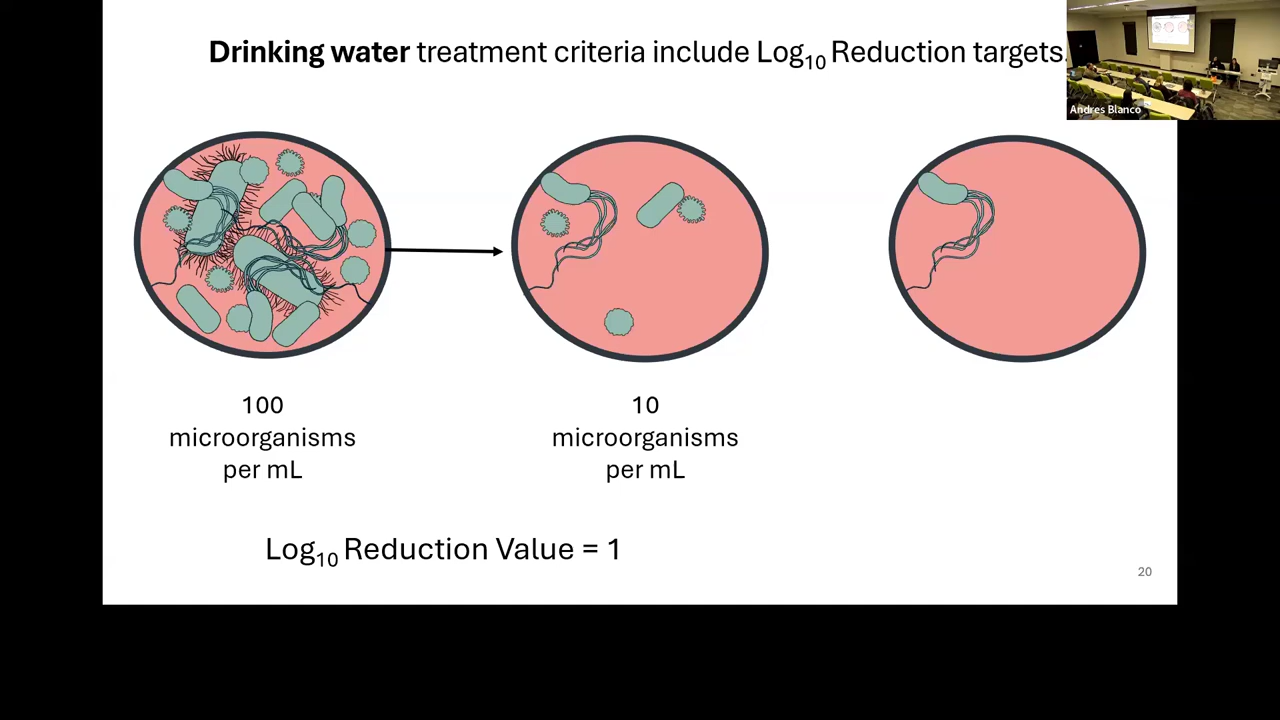 Drinking water treatment criteria include Log10 Reduction targets.
Andres Blanco
100
microorganisms
per mL
10
microorganisms
per mL
Log10 Reduction Value = 1
20